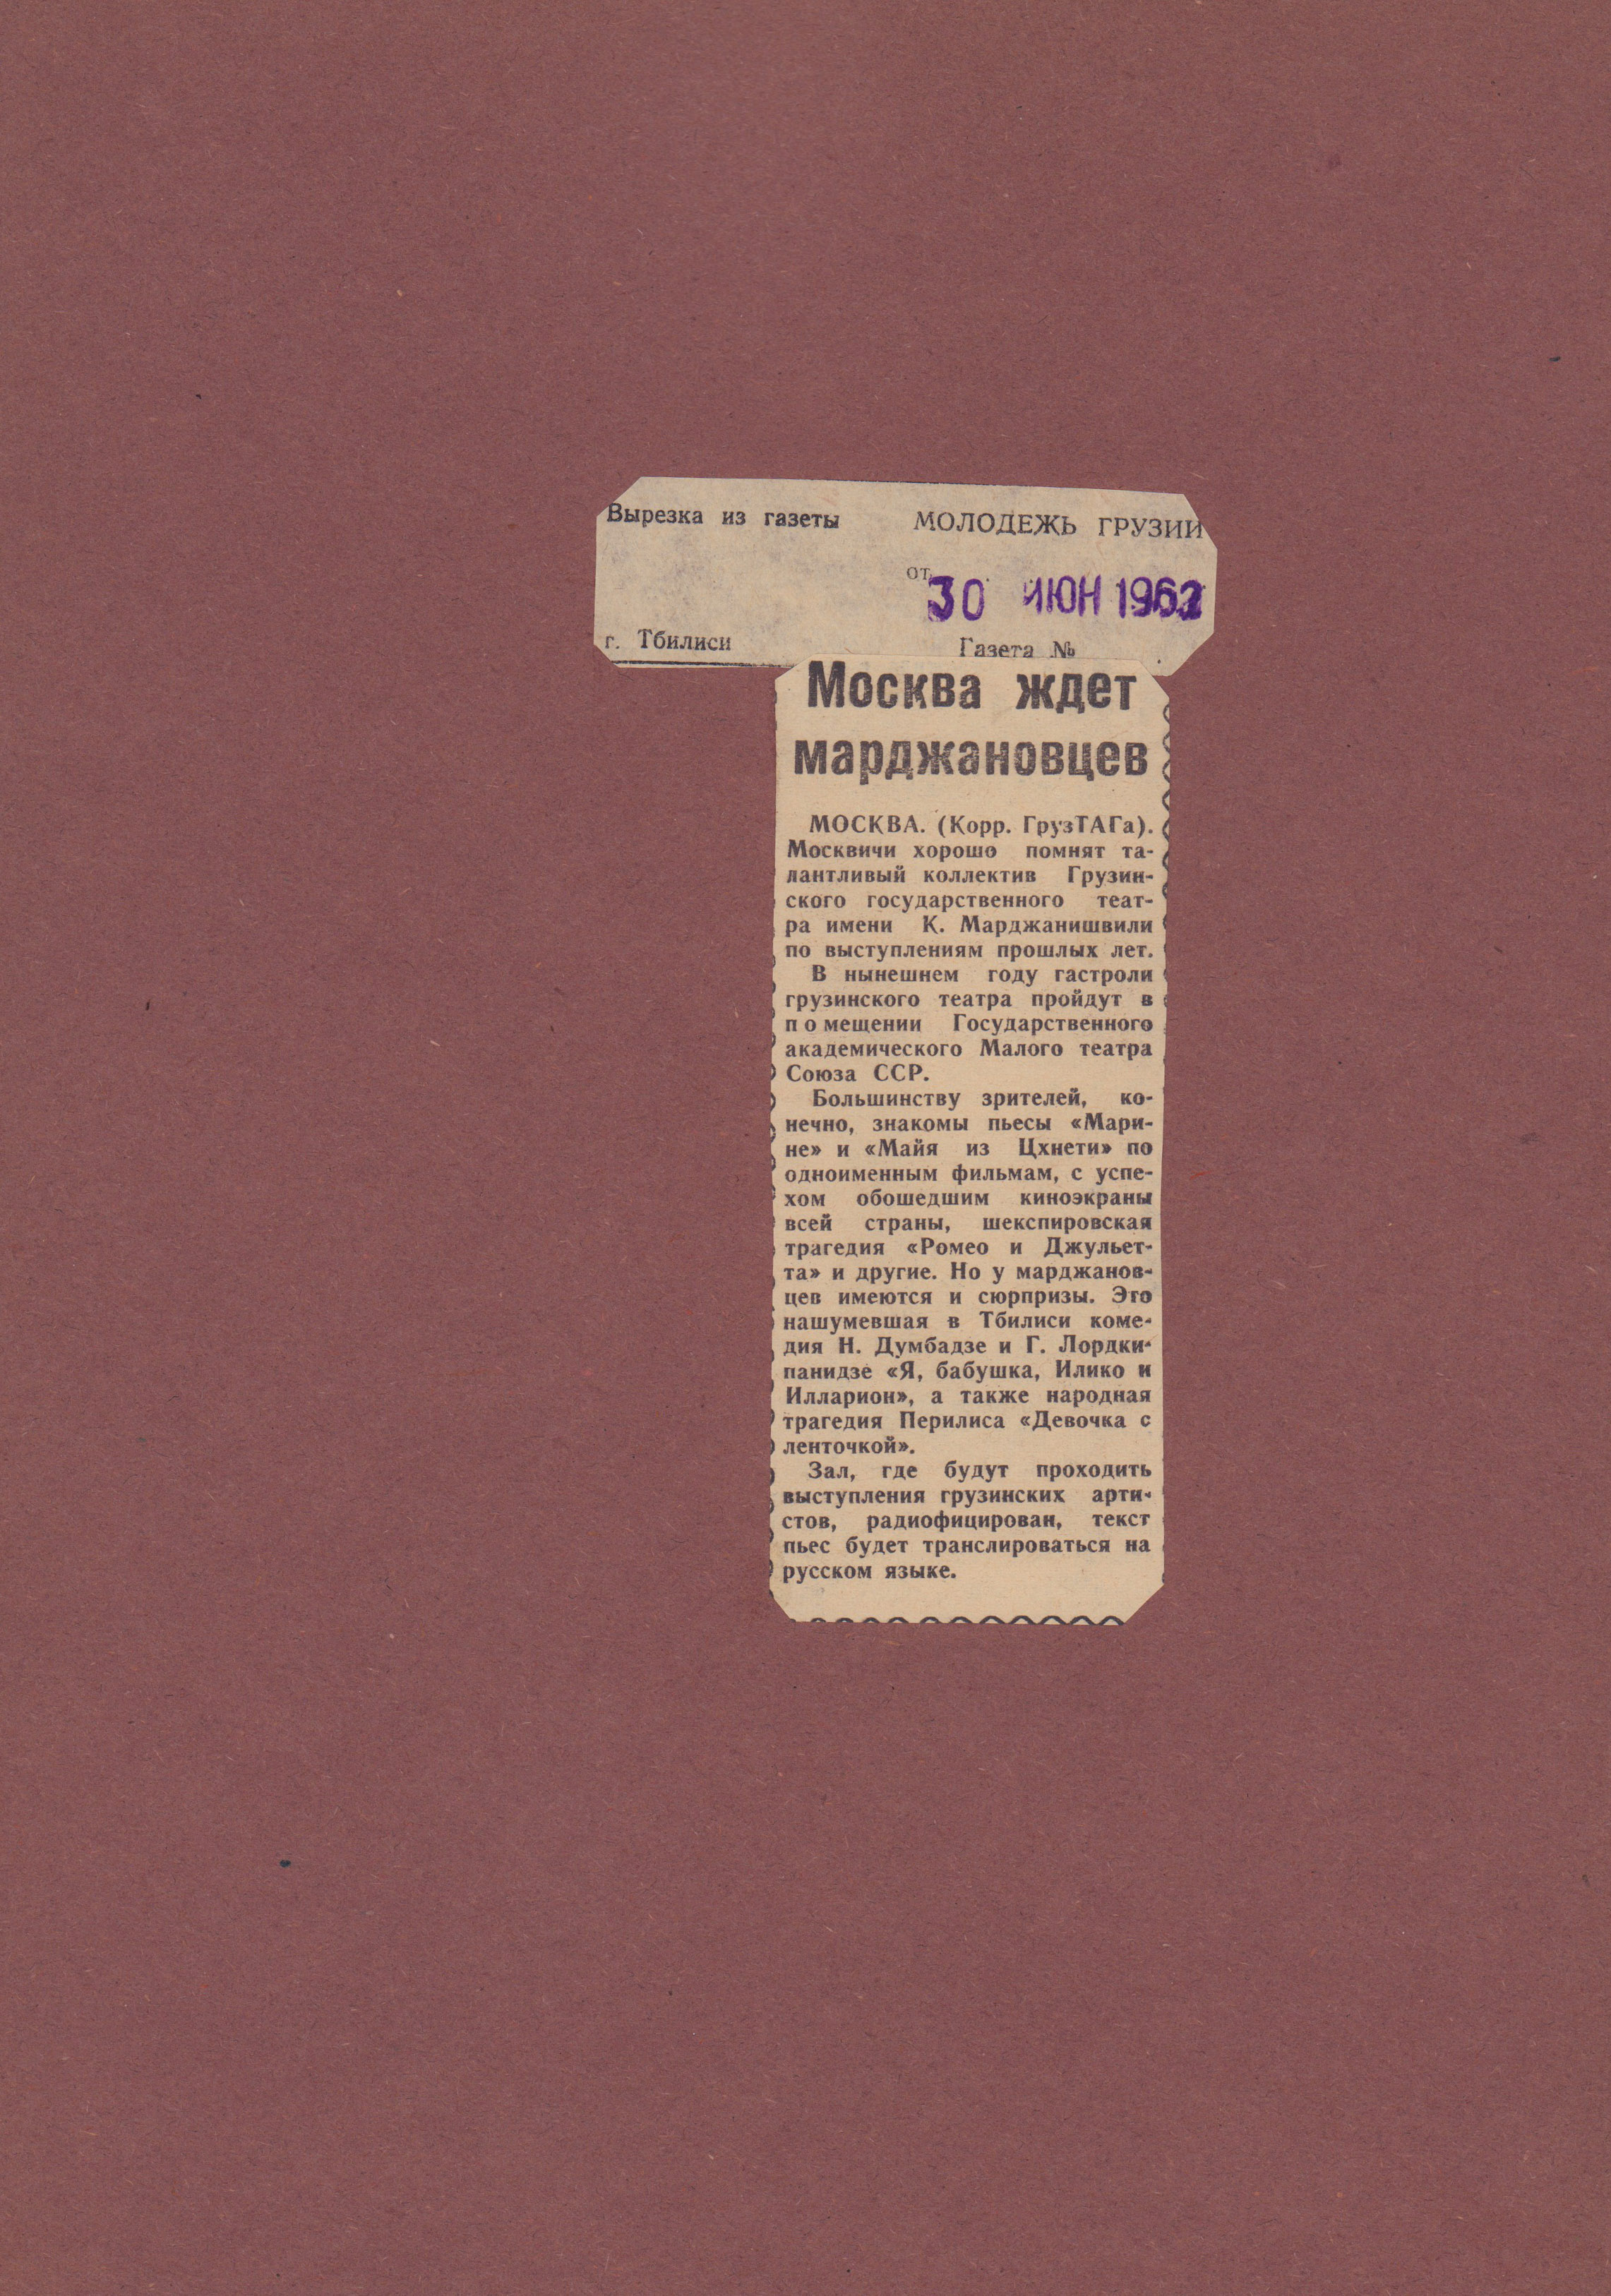 Вырезка из газеты МОЛОДЕЖЬ ГРУЗИИ
от 30 ИЮН 1962
г. Тбилиси Газета №
Москва ждет
марджановцев
МОСКВА. (Корр. ГрузТАГа).
Москвичи хорошо помнят та-
лантливый коллектив Грузин-
ского государственного теат-
ра имени К. Марджанишвили
по выступлениям прошлых лет.
В нынешнем году гастроли
грузинского театра пройдут в
помещении Государственного
академического Малого театра
Союза ССР.
Большинству зрителей, ко-
нечно, знакомы пьесы «Мари-
не» и «Майя из Цхнети» по
одноименным фильмам, с успе-
хом обошедшим киноэкраны
всей страны, шекспировская
трагедия «Ромео и Джульет-
та» и другие. Но у марджанов-
цев имеются и сюрпризы. Это
нашумевшая в Тбилиси коме-
дия Н. Думбадзе и Г. Лордки-
панидзе «Я, бабушка, Илико и
Илларион», а также народная
трагедия Перилиса «Девочка с
ленточкой».
Зал, где будут проходить
выступления грузинских арти-
стов, радиофицирован, текст
пьес будет транслироваться на
русском языке.